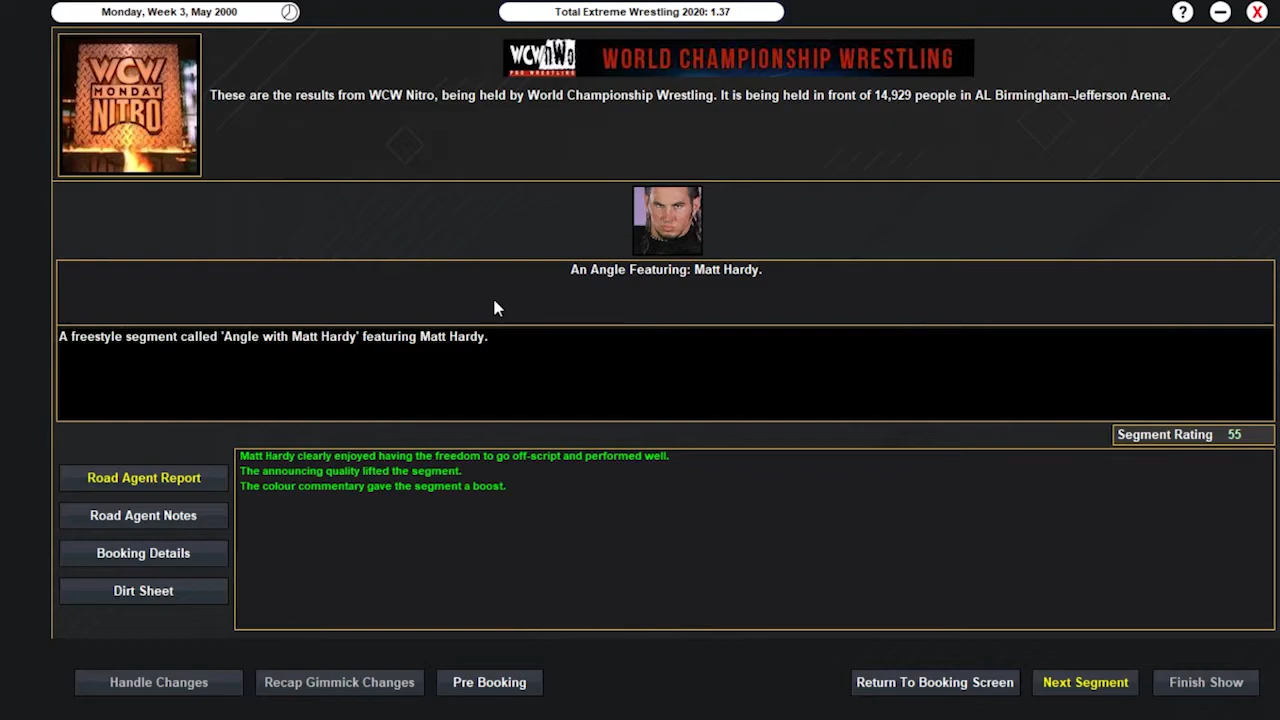 Monday, Week 3, May 2000
Total Extreme Wrestling 2020: 1.37
?
X
WCW
MONDAY
NITRO
WCW nWo
PRO WRESTLING
WORLD CHAMPIONSHIP WRESTLING
These are the results from WCW Nitro, being held by World Championship Wrestling. It is being held in front of 14,929 people in AL Birmingham-Jefferson Arena.
An Angle Featuring: Matt Hardy.
A freestyle segment called 'Angle with Matt Hardy' featuring Matt Hardy.
Segment Rating 55
Road Agent Report
Road Agent Notes
Booking Details
Dirt Sheet
Matt Hardy clearly enjoyed having the freedom to go off-script and performed well.
The announcing quality lifted the segment.
The colour commentary gave the segment a boost.
Handle Changes
Recap Gimmick Changes
Pre Booking
Return To Booking Screen
Next Segment
Finish Show